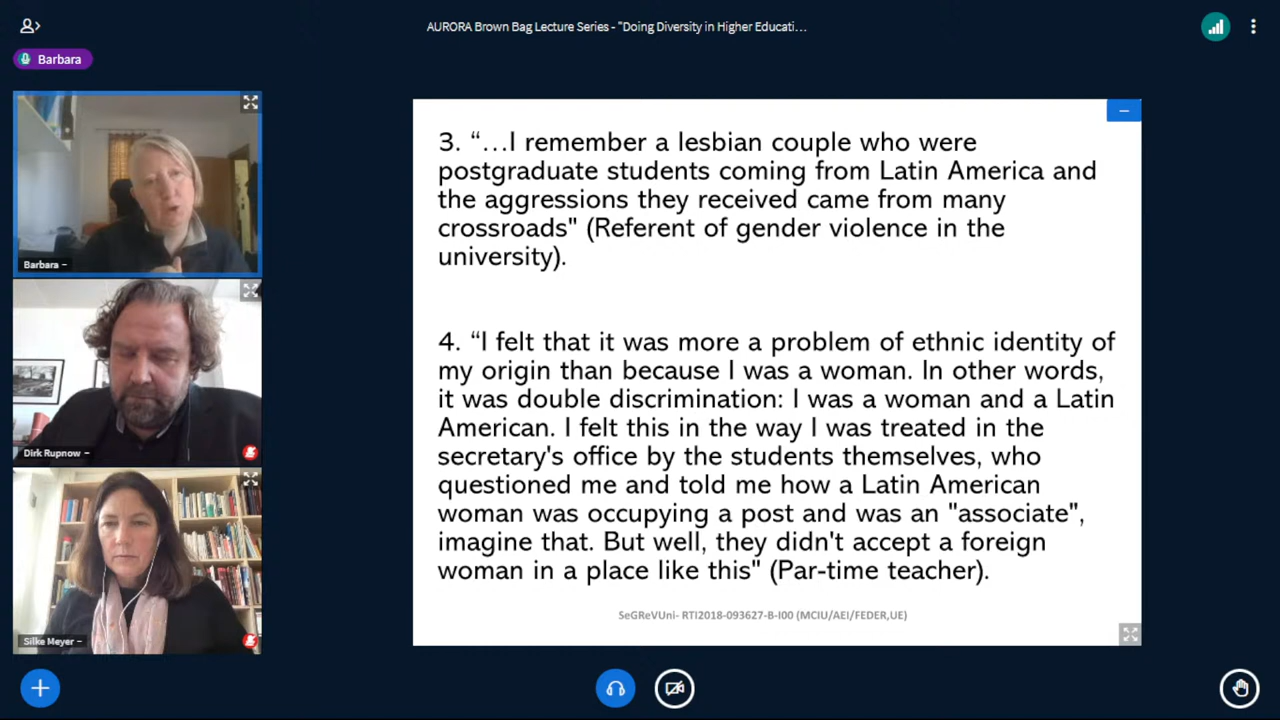 AURORA Brown Bag Lecture Series - "Doing Diversity in Higher Educati...
Barbara
Barbara –
Dirk Rupnow –
Silke Meyer –
3. “...I remember a lesbian couple who were
postgraduate students coming from Latin America and
the aggressions they received came from many
crossroads" (Referent of gender violence in the
university).
4. “I felt that it was more a problem of ethnic identity of
my origin than because I was a woman. In other words,
it was double discrimination: I was a woman and a Latin
American. I felt this in the way I was treated in the
secretary's office by the students themselves, who
questioned me and told me how a Latin American
woman was occupying a post and was an "associate",
imagine that. But well, they didn't accept a foreign
woman in a place like this" (Par-time teacher).
SeGReVUni- RTI2018-093627-B-I00 (MCIU/AEI/FEDER,UE)